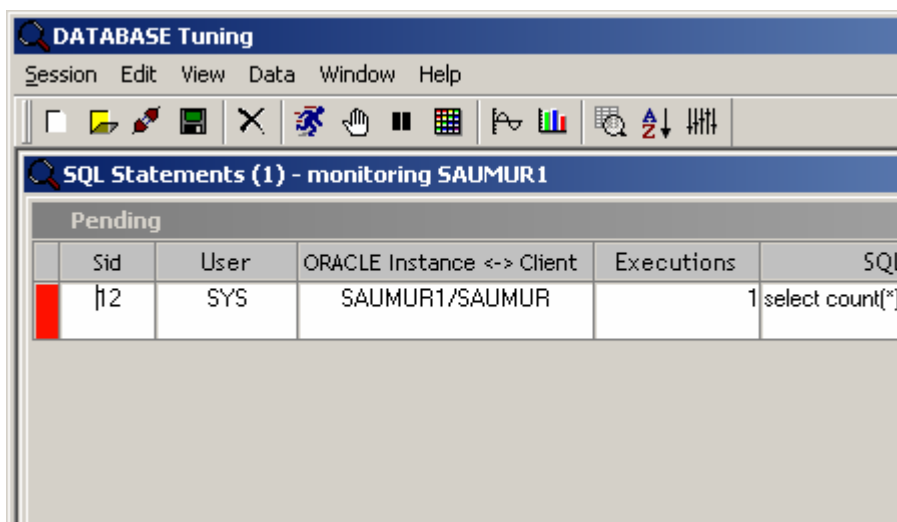 DATABASE Tuning
Session Edit View Data Window Help
SQL Statements (1) - monitoring SAUMUR1
Pending
Sid User ORACLE Instance <-> Client Executions SQL
12 SYS SAUMUR1/SAUMUR 1 select count(*)